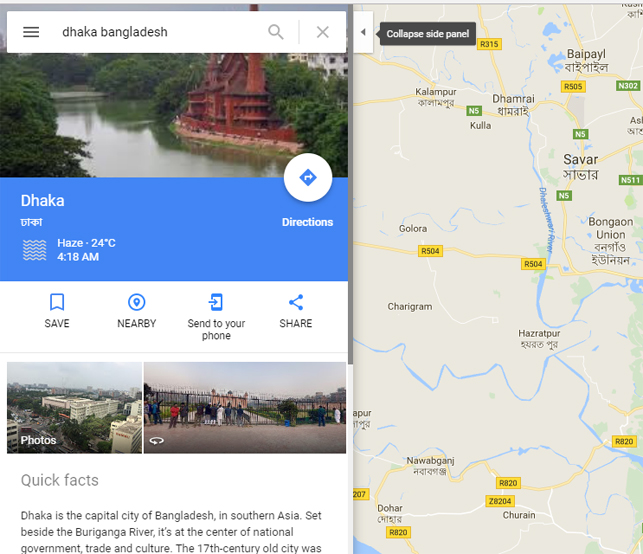 dhaka bangladesh
Collapse side panel
Dhaka
ঢাকা
Directions
Haze · 24°C
4:18 AM
SAVE
NEARBY
Send to your
phone
SHARE
Photos
Quick facts
Dhaka is the capital city of Bangladesh, in southern Asia. Set
beside the Buriganga River, it's at the center of national
government, trade and culture. The 17th-century old city was
R315
Baipayl
বাইপাইল
R505
N302
Kalampur
কালামপুর
Dhamrai
ধামরাই
N5
Kulla
N5
Savar
সাভার
N511
N5
Dhaleshwari River
Bongaon
Union
বনগাঁও
ইউনিয়ন
Golora
R504
R504
Charigram
Hazratpur
হযরত পুর
R820
Nawabganj
নবাবগঞ্জ
R820
Z8204
207
Dohar
দোহার
Churain
R820